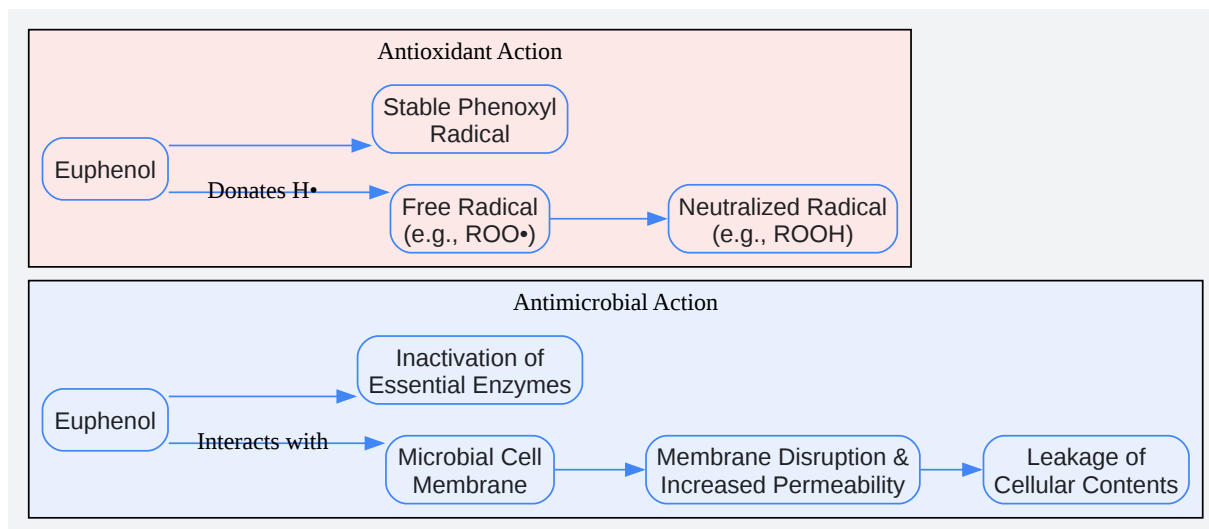 Antioxidant Action
Stable Phenoxyl
Radical
Euphenol
Donates H•
Free Radical
(e.g., ROO•)
Neutralized Radical
(e.g., ROOH)
Antimicrobial Action
Inactivation of
Essential Enzymes
Euphenol
Interacts with
Microbial Cell
Membrane
Membrane Disruption &
Increased Permeability
Leakage of
Cellular Contents